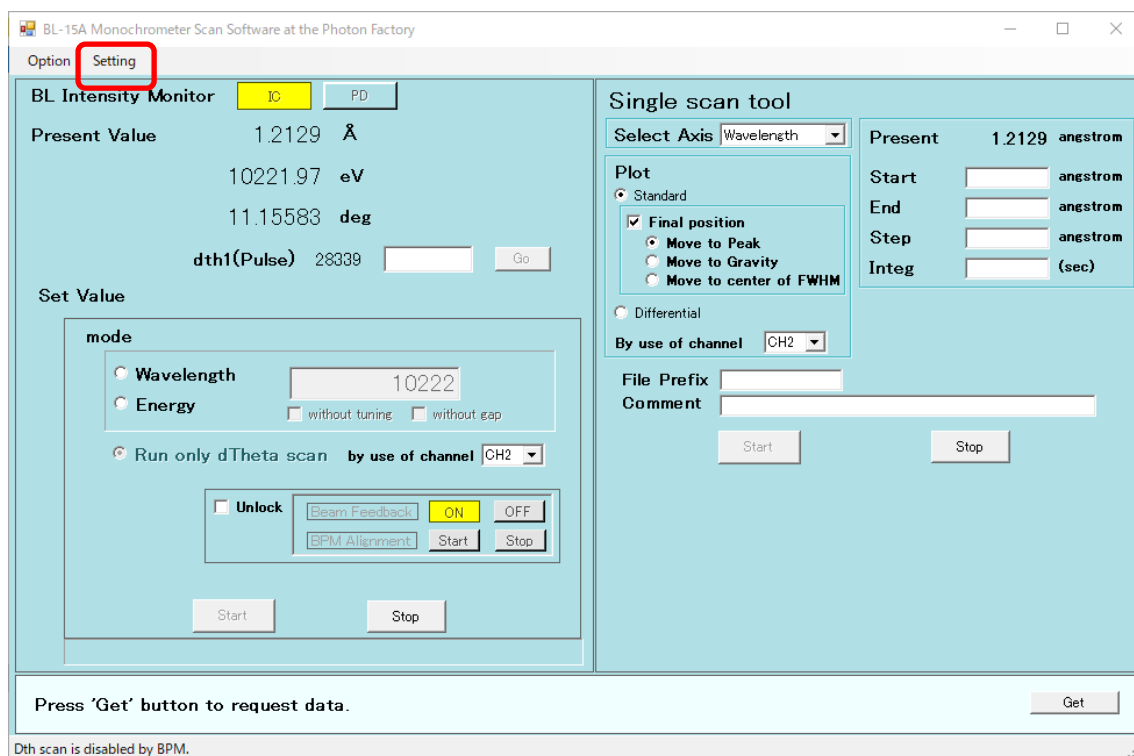 BL-15A Monochrometer Scan Software at the Photon Factory
Option Setting
BL Intensity Monitor IC PD
Present Value 1.2129 Å
10221.97 eV
11.15583 deg
dth1(Pulse) 28339 Go
Set Value
mode
Wavelength
10222
Energy
without tuning without gap
Run only dTheta scan by use of channel CH2
Unlock Beam Feedback ON OFF
BPM Alignment Start Stop
Start Stop
Single scan tool
Select Axis Wavelength
Plot
Standard
Final position
Move to Peak
Move to Gravity
Move to center of FWHM
Differential
By use of channel CH2
Present 1.2129 angstrom
Start angstrom
End angstrom
Step angstrom
Integ (sec)
File Prefix
Comment
Start Stop
Press 'Get' button to request data. Get
Dth scan is disabled by BPM.